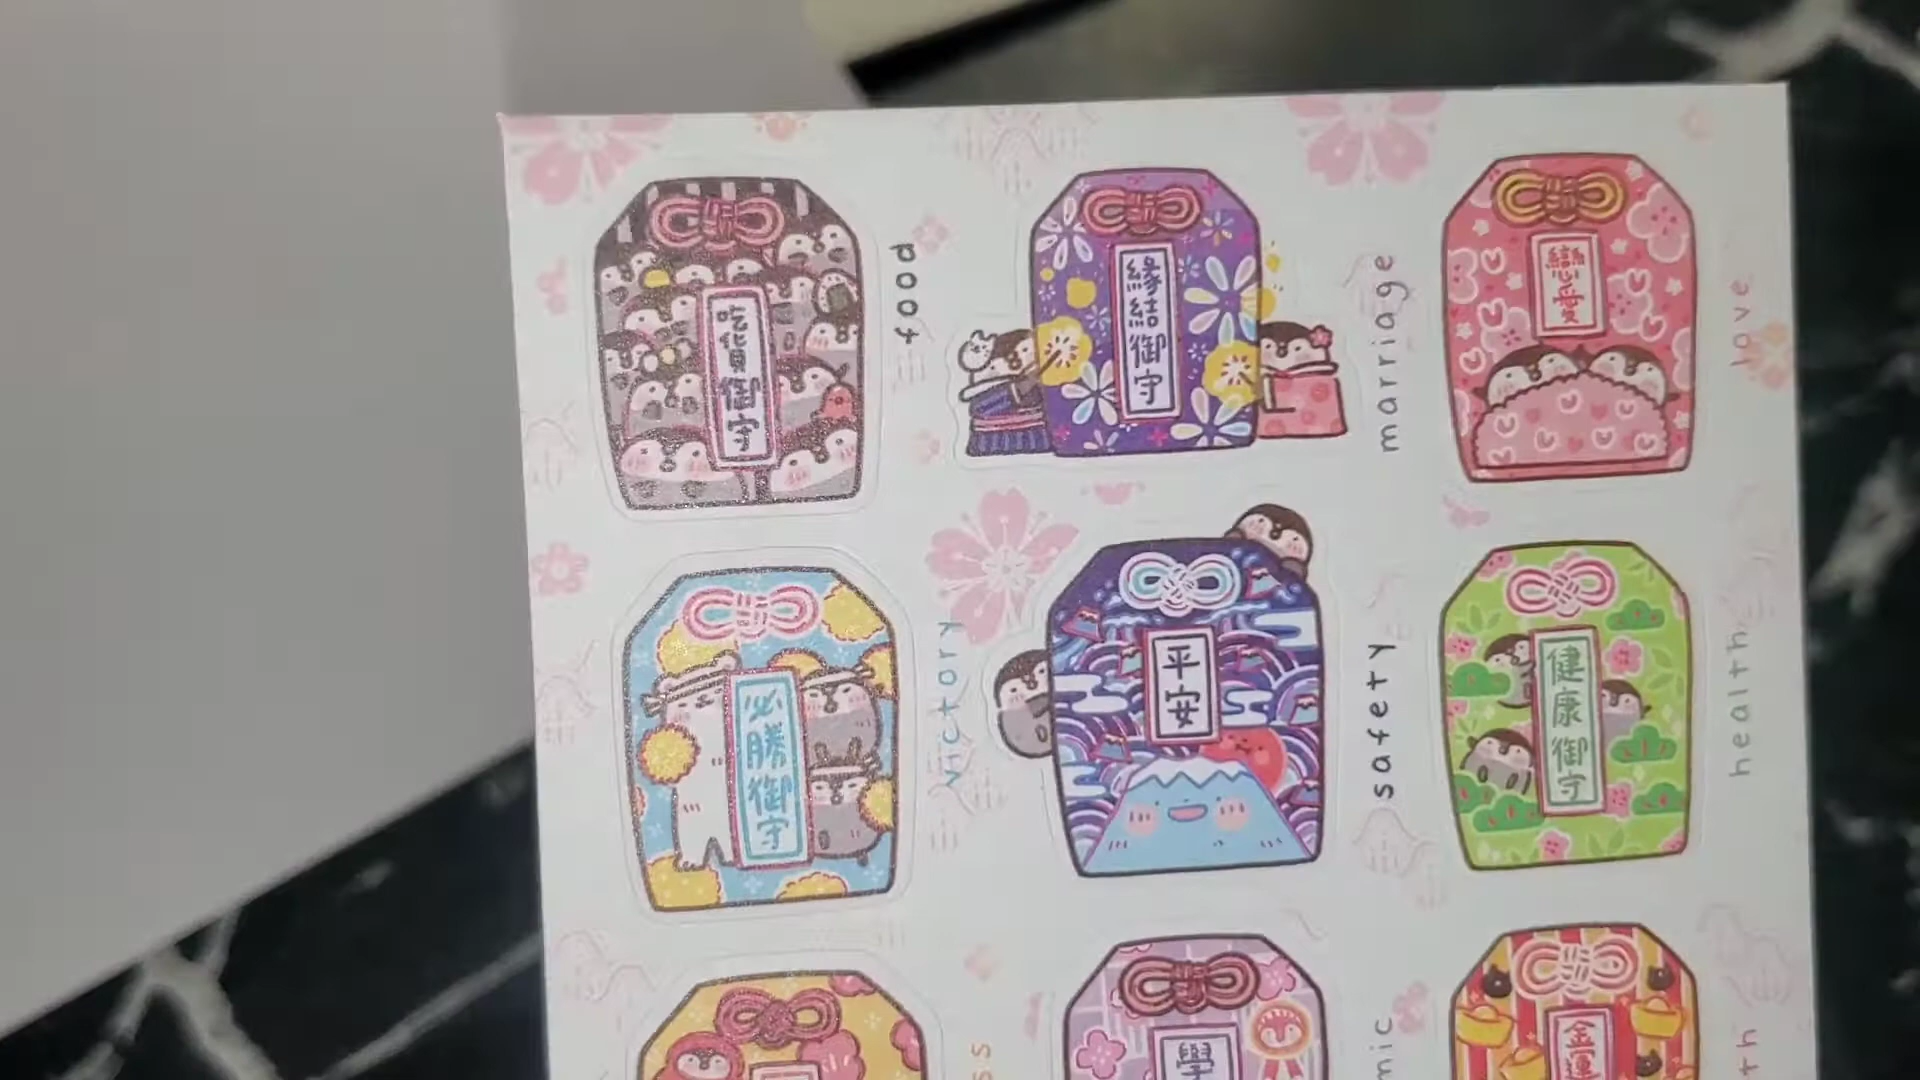 吃貨御守
food
緣結御守
marriage
戀愛
love
必勝御守
victory
平安
safety
健康御守
health
學
金運